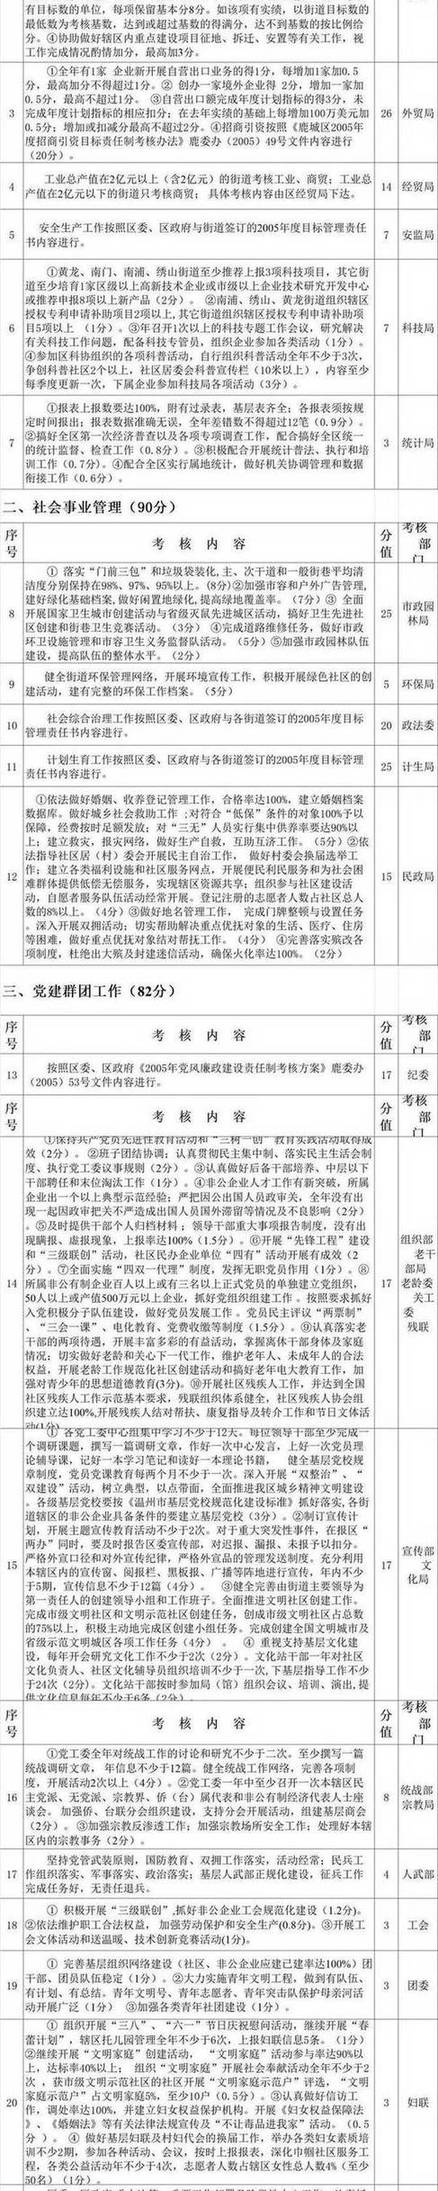 有目标数的单位，每项保留基本分8分。如该项有实绩，以街道目标数的
最低数为考核基数，达到或超过基数的得满分，达不到基数的按比例给
分。④协助做好辖区内重点建设项目征地、拆迁、安置等有关工作，视
工作完成情况酌情加分，最高加3分。
3
①全年有1家 企业新开展自营出口业务的得1分，每增加1家加0.5
分，最高加分不得超过1分。② 创办一家境外企业得 2分，增加一家加
0.5分，最高不超过1分。 ③自营出口额完成年度计划指标的得3分，未
完成年度计划指标的相应扣分；在去年实绩的基础上每增加100万美元加
0.5分；增加或扣减分最高不超过2分。④招商引资按照《鹿城区2005年
度招商引资目标责任制考核办法》鹿委办（2005）49号文件内容进行
（20分）。
26 外贸局
4
工业总产值在2亿元以上（含2亿元）的街道考核工业、商贸；工业总
产值在2亿元以下的街道只考核商贸； 具体考核内容由区经贸局下达。
14 经贸局
5
安全生产工作按照区委、区政府与街道签订的2005年度目标管理责任
书内容进行。
7 安监局
6
①黄龙、南门、南浦、绣山街道至少推荐上报3项科技项目，其它街
道至少培育1家区级以上高新技术企业或市级以上企业技术研究开发中心
或推荐申报8项以上新产品（2分）。 ②南浦、绣山、黄龙街道组织辖区
授权专利申请补助项目2项以上,其它街道组织辖区授权专利申请补助项
目5项以上 （1分）。③年召开1次以上的科技专题工作会议，研究解决
有关科技工作问题，配备科技专管员，组织企业参加各类活动（1分）。
④参加区科协组织的各项科普活动，自行组织科普活动全年不少于3次，
争创科普社区2个以上，社区居委会科普宣传栏（10米以上），内容至少
每季度更新一次，下属企业参加科技局各项活动（3分）。
7 科技局
7
①报表上报数要达100%，附有过录表，基层表齐全；各报表须按规
定时间报出；报表数据准确无误，全年差错数不得超过12笔（0.9分）。
②搞好全区第一次经济普查以及各项专项调查工作，配合搞好全区统一
的统计监督、检查工作（0.8分）。③积极配合开展统计普法、执行和培
训工作（0.7分）。④配合全区实行属地统计，做好机关协调管理和数据
衔接工作（0.6分）。
3 统计局
二、社会事业管理（90分）
序号 考 核 内 容 分值 考核部门
8
① 落实“门前三包”和垃圾袋装化,主、次干道和一般街巷平均清
洁度分别保持在98%、97%、95%以上。（8分）②加强市容和户外广告管理,
建好绿化基础档案,做好闲置地绿化,提高绿地覆盖率。（7分）③ 全面
开展国家卫生城市创建活动与省级灭鼠先进城区活动，搞好卫生先进社
区创建和街巷卫生竞赛活动。（3分） ④完成道路维修任务，做好市政
环卫设施管理和市容卫生义务监督队活动。（5分）⑤加强市政园林队伍
建设，提高队伍的整体水平。（2分）
25 市政园林局
9
健全街道环保管理网络，开展环境宣传工作，积极开展绿色社区的创
建活动，建有完整的环保工作档案。（5分）
5 环保局
10
社会综合治理工作按照区委、区政府与各街道签订的2005年度目标
管理责任书内容进行。
20 政法委
11
计划生育工作按照区委、区政府与各街道签订的2005年度目标管理
责任书内容进行。
25 计生局
12
①依法做好婚姻、收养登记管理工作，合格率达100%，建立婚姻档案
数据库。做好城乡社会救助工作 ;对符合“低保”条件的对象100%予以
保障，经费按时足额发放；对“三无”人员实行集中供养率要达90%以
上；建立救灾，报灾网络，做好生产自救，互助互济工作。（5分）②依
法指导社区居（村）委会开展民主自治工作， 做好村委会换届选举工
作；建立各类福利设施和社区服务网点，开展便民利民服务和为社会困
难群体提供低偿无偿服务，实现辖区资源共享；组织参与社区建设活
动，自愿者服务队伍活动经常开展。登记注册的志愿者人数占社区总人
数的8%以上。（4分）③做好地名管理工作， 完成门牌整顿与设置任务
。深入开展双拥活动；切实帮助解决重点优抚对象的生活、医疗、住房
等困难，做好重点优抚对象结对帮抚工作。（4分） ④完善落实殡改各
项制度，杜绝出大殡及封建迷信活动，确保火化率达100%。（2分）
15 民政局
三、党建群团工作（82分）
序号 考 核 内 容 分值 考核部门
13
按照区委、区政府《2005年党风廉政建设责任制考核方案》鹿委办
（2005）53号文件内容进行。
17 纪委
序号 考 核 内 容 分值 考核部门
14
①保持共产党员先进性教育活动和“三树一创”教育实践活动取得成
效（2分）。②班子团结协调；认真贯彻民主集中制、落实民主生活会制
度、执行党工委议事规则（2分）。③认真做好后备干部培养、中层以下
干部聘任和末位淘汰工作（1分）。④非公企业人才工作有新突破，所属
企业出一个以上典型示范经验；严把因公出国人员政审关，全年没有出
现一起因政审把关不严造成出国人员国外滞留等情况及不良影响（2分）
。⑤及时提供干部个人归档材料；领导干部重大事项报告制度，没有出
现瞒报、虚报现象，上报率达100%（1.5分）。⑥开展“先锋工程”建设
和“三级联创”活动，社区民办企业单位“四有”活动开展有成效（2
分）。⑦全面实施“四双一代理”制度，发挥无职党员作用（1分）。⑧
所属非公有制企业百人以上或有三名以上正式党员的单独建立党组织，
50人以上或产值500万元以上企业，抓好党组织组建工作 。按照要求抓好
入党积极分子队伍建设，做好党员发展工作 。党员民主评议“两票制”
、“三会一课”、电化教育、党费收缴等制度（1.5分）。⑨认真落实老
干部的两项待遇，开展丰富多彩的有益活动，掌握离休干部身体及家庭
情况；切实做好老龄和关心下一代工作，维护老年人、未成年人的合法
权益，开展老龄工作规范化社区创建活动和搞好老年电大教育工作，加
强对青少年的思想道德教育(3分)。⑩开展社区残疾人工作，并达到全国
社区残疾人工作示范基本要求，残联组织体系健全，社区残疾人协会组
织建立达100%,开展残疾人结对帮扶、康复指导及转介工作和节日文体活
动(1分)
17 组织部
老干部局
老龄委
关工委
残联
15
① 各党工委中心组集中学习不少于12天。每位领导干部至少完成一
个调研课题，撰写一篇调研文章，作好一次中心发言，上好一次党员理
论辅导课，记好一本学习笔记和读好一本理论书籍， 健全基层党校规
章制度，党员党课教育每两个月不少于一次。深入开展“双整治”、“
双建设”活动，树立典型，以点带面，全面推进我区城乡精神文明建设
。各级基层党校要按《温州市基层党校规范化建设标准》抓好落实,各街
道辖区的非公企业具备条件的要建立基层党校（3分）。②制订宣传计
划，开展主题宣传教育活动不少于2次。对于重大突发性事件，在报区“
两办”同时，要及时报告区委宣传部，对迟报、漏报、未报予以扣分。
严格外宣口径和对外宣传纪律，严格外宣品的管理发送制度。充分利用
本辖区内的宣传窗、阅报栏、黑板报、广播等阵地进行宣传，年内不少
于5期，宣传信息不少于12篇（4分）。 ③健全完善由街道主要领导为
第一责任人的创建领导小组和工作班子。全面推进文明社区创建工作。
完成市级文明社区和文明示范社区创建任务，创成市级文明社区占总数
的75%以上，积极主动地完成区创建小组任务。完成创建全国文明城市及
省级示范文明城区各项工作任务（4分）。 ④ 重视支持基层文化建
设，每年开会研究文化工作不少于2次（2分）。文化站干部一年对社区
文化负责人、社区文化辅导员组织培训不少于一次,下基层指导工作不少
于24次（2分）。文化站干部按时参加局（馆）组织会议、培训、演出，提
供文化信息每年不少于6条（2分）。
17 宣传部
文化局
序号 考 核 内 容 分值 考核部门
16
①党工委全年对统战工作的讨论和研究不少于二次。至少撰写一篇
统战调研文章， 年信息不少于12篇。健全统战工作网络，完善各项制
度，开展活动2次以上（4分）。②党工委一年中至少召开一次本辖区民
主党派、无党派、宗教界、侨（台）属代表和非公有制经济代表人士座
谈会。 加强侨、台联分会组织建设，支持分会开展活动，组建基层商会
（2分）。③加强宗教反渗透工作；加强宗教场所安全工作；处理好本辖
区内的宗教事务（2分）。
8 统战部
宗教局
17
坚持党管武装原则，国防教育、双拥工作落实，活动经常；民兵工
作组织落实、军事落实、政治落实；基层人武部正规化建设，征兵工作
完成任务好，无责任退兵。
4 人武部
18
① 积极开展“三级联创”,抓好非公企业工会规范化建设（1.2分)。
②依法维护职工合法权益， 加强劳动保护和安全生产(0.8分)。③开展工
会文体活动和送温暖、技术创新竞赛活动(1分)。
3 工会
19
① 完善基层组织网络建设（社区、非公企业应建已建率达100%）团
干部、团员队伍稳定（1分）。②大力实施青年文明工程，做到有队伍、
有计划、有总结。青年文明号、青年志愿者、青年突击队保护母亲河活
动开展广泛（1分） ③加强各类青年社团建设（1分）。
3 团委
20
① 组织开展“三八”、“六一”节日庆祝慰问活动，继续开展“春
蕾计划”，辖区托儿园管理全年不少于6次，上报妇联信息5条。（1分）
②继续开展“文明家庭”创建活动， “文明家庭”活动参与率达90%以
上，达标率40%以上； 组织“文明家庭”开展社会奉献活动全年不少于2
次，获市级文明示范社区的社区开展“文明家庭示范户”评选，“文明
家庭示范户”占文明家庭5%，至少10户（0.5分）。③认真做好信访工
作，调处率达100%，并建立妇女权益保护机构。开展《妇女权益保障法》
、《婚姻法》等有关法律法规宣传及“不让毒品进我家”活动。（0.5
分）。④ 做好基层妇联及村妇代会的换届工作，举办各类妇女素质培
训不少2期，参加各种活动、会议，按时上报报表，深化巾帼社区服务工
程，各类公益活动年不少于4次，志愿者人数占辖区女性总人数4%（至少
50名）（1分）。
3 妇联